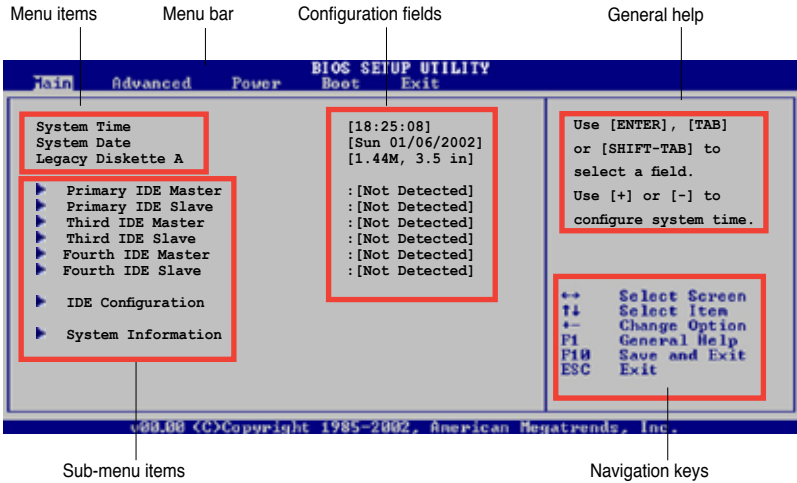 Menu items Menu bar Configuration fields General help
BIOS SETUP UTILITY
Main Advanced Power Boot Exit
System Time [18:25:08]
System Date [Sun 01/06/2002]
Legacy Diskette A [1.44M, 3.5 in]
Primary IDE Master :[Not Detected]
Primary IDE Slave :[Not Detected]
Third IDE Master :[Not Detected]
Third IDE Slave :[Not Detected]
Fourth IDE Master :[Not Detected]
Fourth IDE Slave :[Not Detected]
IDE Configuration
System Information
Use [ENTER], [TAB]
or [SHIFT-TAB] to
select a field.
Use [+] or [-] to
configure system time.
↔ Select Screen
↑↓ Select Item
+- Change Option
F1 General Help
F10 Save and Exit
ESC Exit
v00.00 (C)Copyright 1985-2002, American Megatrends, Inc.
Sub-menu items Navigation keys